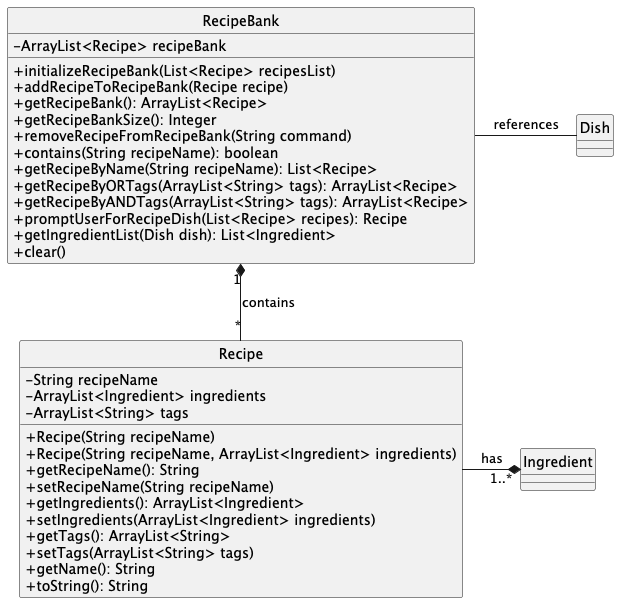 RecipeBank
-ArrayList<Recipe> recipeBank
+initializeRecipeBank(List<Recipe> recipesList)
+addRecipeToRecipeBank(Recipe recipe)
+getRecipeBank(): ArrayList<Recipe>
+getRecipeBankSize(): Integer
+removeRecipeFromRecipeBank(String command)
+contains(String recipeName): boolean
+getRecipeByName(String recipeName): List<Recipe>
+getRecipeByORTags(ArrayList<String> tags): ArrayList<Recipe>
+getRecipeByANDTags(ArrayList<String> tags): ArrayList<Recipe>
+promptUserForRecipeDish(List<Recipe> recipes): Recipe
+getIngredientList(Dish dish): List<Ingredient>
+clear()
references
Dish
1
contains
*
Recipe
-String recipeName
-ArrayList<Ingredient> ingredients
-ArrayList<String> tags
+Recipe(String recipeName)
+Recipe(String recipeName, ArrayList<Ingredient> ingredients)
+getRecipeName(): String
+setRecipeName(String recipeName)
+getIngredients(): ArrayList<Ingredient>
+setIngredients(ArrayList<Ingredient> ingredients)
+getTags(): ArrayList<String>
+setTags(ArrayList<String> tags)
+getName(): String
+toString(): String
has
1..*
Ingredient